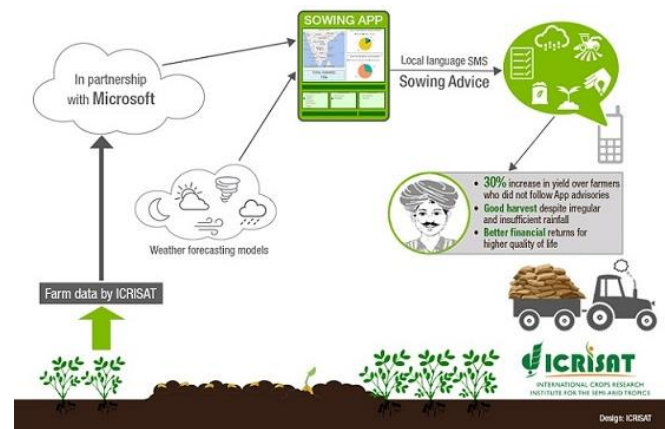 SOWING APP
In partnership
with Microsoft
Local language SMS
Sowing Advice
Weather forecasting models
• 30% increase in yield over farmers
who did not follow App advisories
• Good harvest despite irregular
and insufficient rainfall
• Better financial returns for
higher quality of life
Farm data by ICRISAT
ICRISAT
INTERNATIONAL CROPS RESEARCH
INSTITUTE FOR THE SEMI-ARID TROPICS
Design: ICRISAT